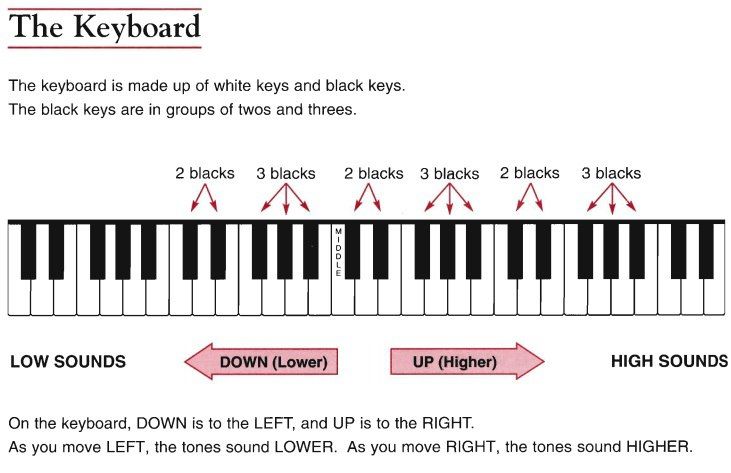 The Keyboard
The keyboard is made up of white keys and black keys.
The black keys are in groups of twos and threes.
2 blacks 3 blacks 2 blacks 3 blacks 2 blacks 3 blacks
MIDDLE
LOW SOUNDS DOWN (Lower) UP (Higher) HIGH SOUNDS
On the keyboard, DOWN is to the LEFT, and UP is to the RIGHT.
As you move LEFT, the tones sound LOWER. As you move RIGHT, the tones sound HIGHER.